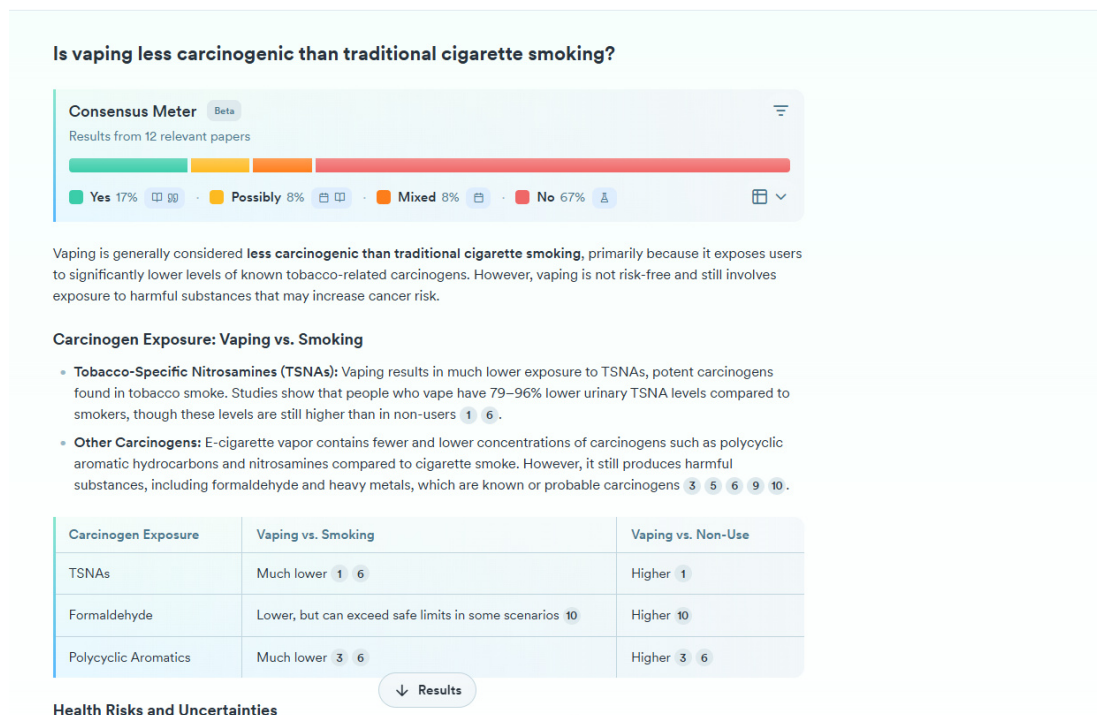 Is vaping less carcinogenic than traditional cigarette smoking?
Consensus Meter Beta
Results from 12 relevant papers
Yes 17% · Possibly 8% · Mixed 8% · No 67%
Vaping is generally considered less carcinogenic than traditional cigarette smoking, primarily because it exposes users
to significantly lower levels of known tobacco-related carcinogens. However, vaping is not risk-free and still involves
exposure to harmful substances that may increase cancer risk.
Carcinogen Exposure: Vaping vs. Smoking
• Tobacco-Specific Nitrosamines (TSNAs): Vaping results in much lower exposure to TSNAs, potent carcinogens
found in tobacco smoke. Studies show that people who vape have 79–96% lower urinary TSNA levels compared to
smokers, though these levels are still higher than in non-users 1 6.
• Other Carcinogens: E-cigarette vapor contains fewer and lower concentrations of carcinogens such as polycyclic
aromatic hydrocarbons and nitrosamines compared to cigarette smoke. However, it still produces harmful
substances, including formaldehyde and heavy metals, which are known or probable carcinogens 3 5 6 9 10.
Carcinogen Exposure Vaping vs. Smoking Vaping vs. Non-Use
TSNAs Much lower 1 6 Higher 1
Formaldehyde Lower, but can exceed safe limits in some scenarios 10 Higher 10
Polycyclic Aromatics Much lower 3 6 Higher 3 6
Results
Health Risks and Uncertainties